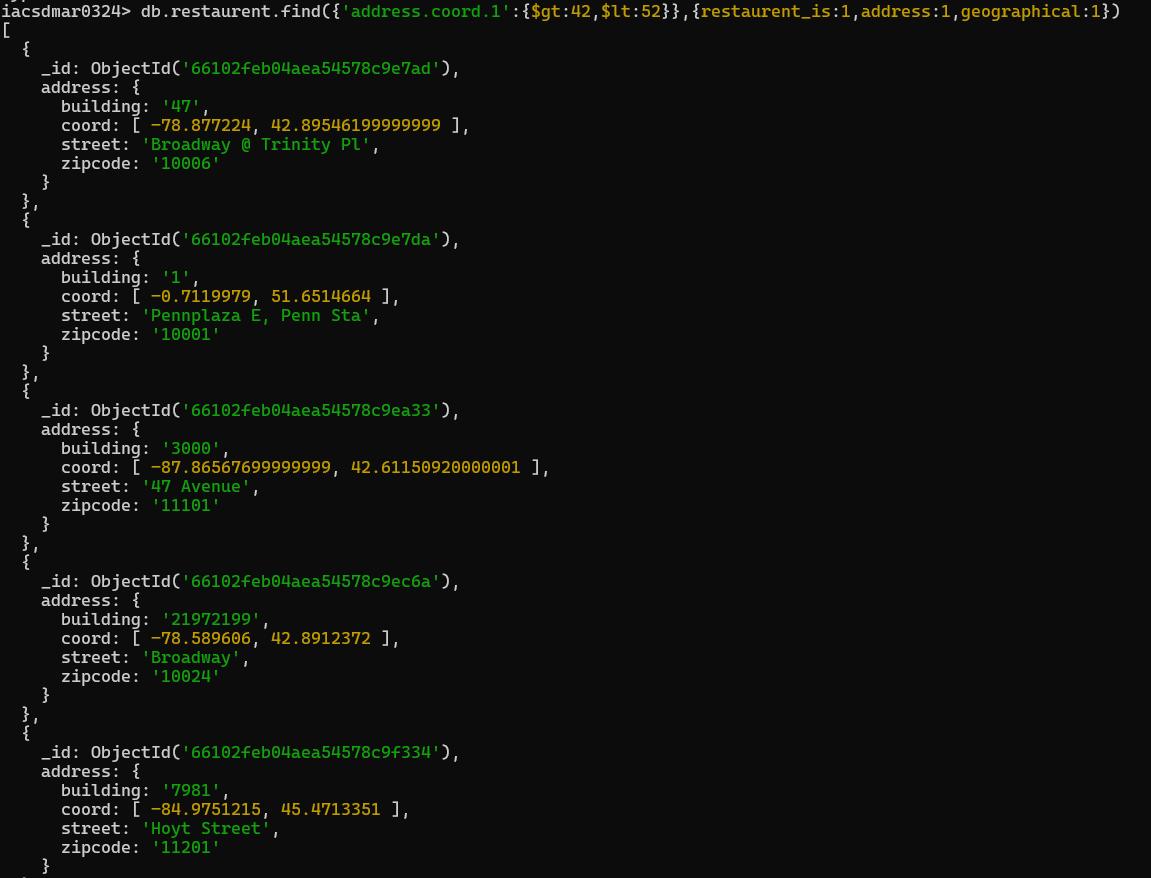 iacsdmar0324> db.restaurent.find({'address.coord.1':{$gt:42,$lt:52}},{restaurent_is:1,address:1,geographical:1})
[
  {
    _id: ObjectId('66102feb04aea54578c9e7ad'),
    address: {
      building: '47',
      coord: [ -78.877224, 42.89546199999999 ],
      street: 'Broadway @ Trinity Pl',
      zipcode: '10006'
    }
  },
  {
    _id: ObjectId('66102feb04aea54578c9e7da'),
    address: {
      building: '1',
      coord: [ -0.7119979, 51.6514664 ],
      street: 'Pennplaza E, Penn Sta',
      zipcode: '10001'
    }
  },
  {
    _id: ObjectId('66102feb04aea54578c9ea33'),
    address: {
      building: '3000',
      coord: [ -87.86567699999999, 42.61150920000001 ],
      street: '47 Avenue',
      zipcode: '11101'
    }
  },
  {
    _id: ObjectId('66102feb04aea54578c9ec6a'),
    address: {
      building: '21972199',
      coord: [ -78.589606, 42.8912372 ],
      street: 'Broadway',
      zipcode: '10024'
    }
  },
  {
    _id: ObjectId('66102feb04aea54578c9f334'),
    address: {
      building: '7981',
      coord: [ -84.9751215, 45.4713351 ],
      street: 'Hoyt Street',
      zipcode: '11201'
    }